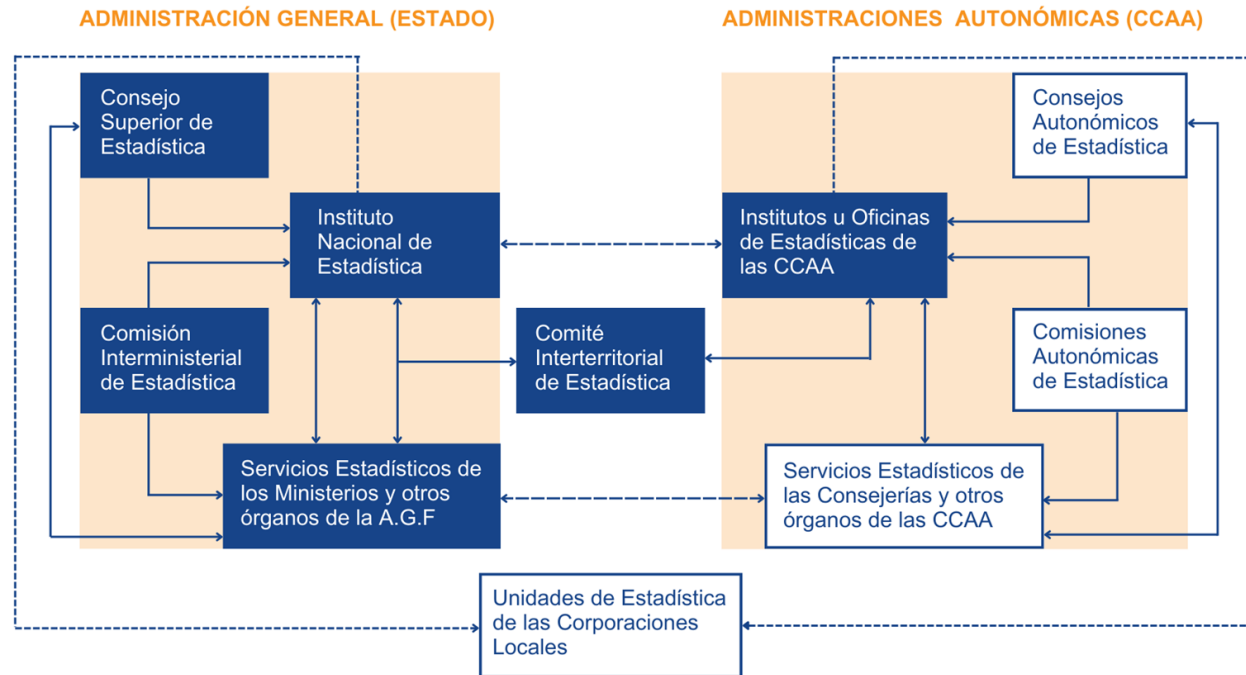 ADMINISTRACIÓN GENERAL (ESTADO)
ADMINISTRACIONES AUTONÓMICAS (CCAA)
Consejo
Superior de
Estadística
Consejos
Autonómicos
de Estadística
Instituto
Nacional de
Estadística
Institutos u Oficinas
de Estadísticas de
las CCAA
Comisión
Interministerial
de Estadística
Comité
Interterritorial
de Estadística
Comisiones
Autonómicas
de Estadística
Servicios Estadísticos de
los Ministerios y otros
órganos de la A.G.F
Servicios Estadísticos de
las Consejerías y otros
órganos de las CCAA
Unidades de Estadística
de las Corporaciones
Locales